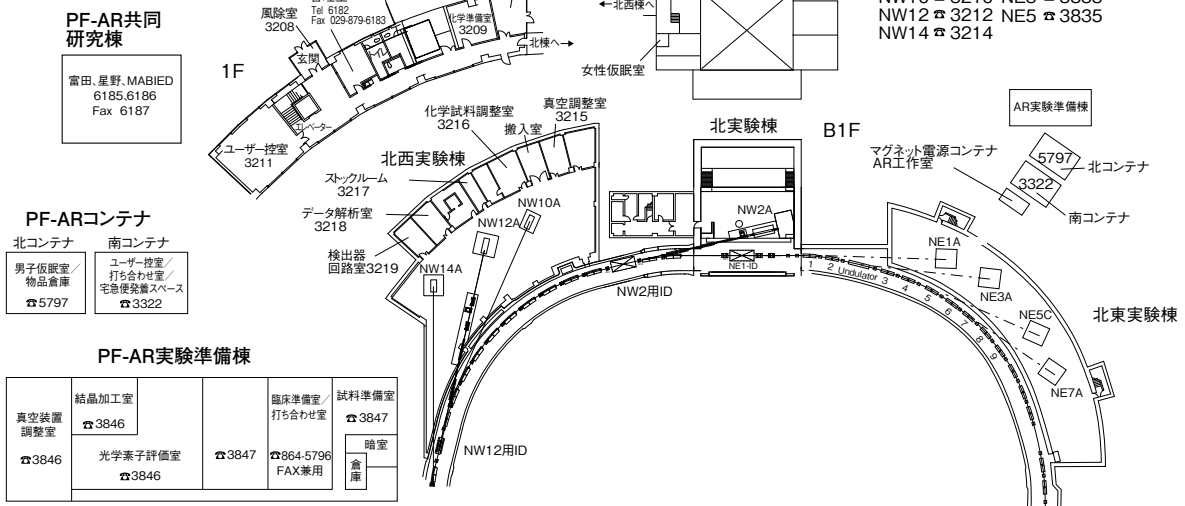 PF-AR共同
研究棟
富田、星野、MABIED
6185,6186
Fax 6187
風除室
3208
Tel 6182
Fax 029-879-6183
玄関
1F
エレベーター
ユーザー控室
3211
化学準備室
3209
北棟へ→
←北西棟へ
女性仮眠室
NW12 ☎ 3212 NE5 ☎ 3835
NW14 ☎ 3214
北西実験棟
化学試料調整室
3216
搬入室
真空調整室
3215
ストックルーム
3217
データ解析室
3218
検出器
回路室3219
NW14A
NW12A
NW10A
北実験棟
B1F
NW2A
NE1-ID
NW2用ID
NW12用ID
1 2 Undulator 3 4 5 6 7 8 9
AR実験準備棟
マグネット電源コンテナ
AR工作室
5797
北コンテナ
3322
南コンテナ
NE1A
NE3A
NE5C
NE7A
北東実験棟
PF-ARコンテナ
北コンテナ
男子仮眠室/
物品倉庫
☎5797
南コンテナ
ユーザー控室/
打ち合わせ室/
宅急便発着スペース
☎3322
PF-AR実験準備棟
真空装置
調整室
☎3846
結晶加工室
☎3846
光学素子評価室
☎3846
☎3847
臨床準備室/
打ち合わせ室
☎864-5796
FAX兼用
試料準備室
☎3847
暗室
倉庫